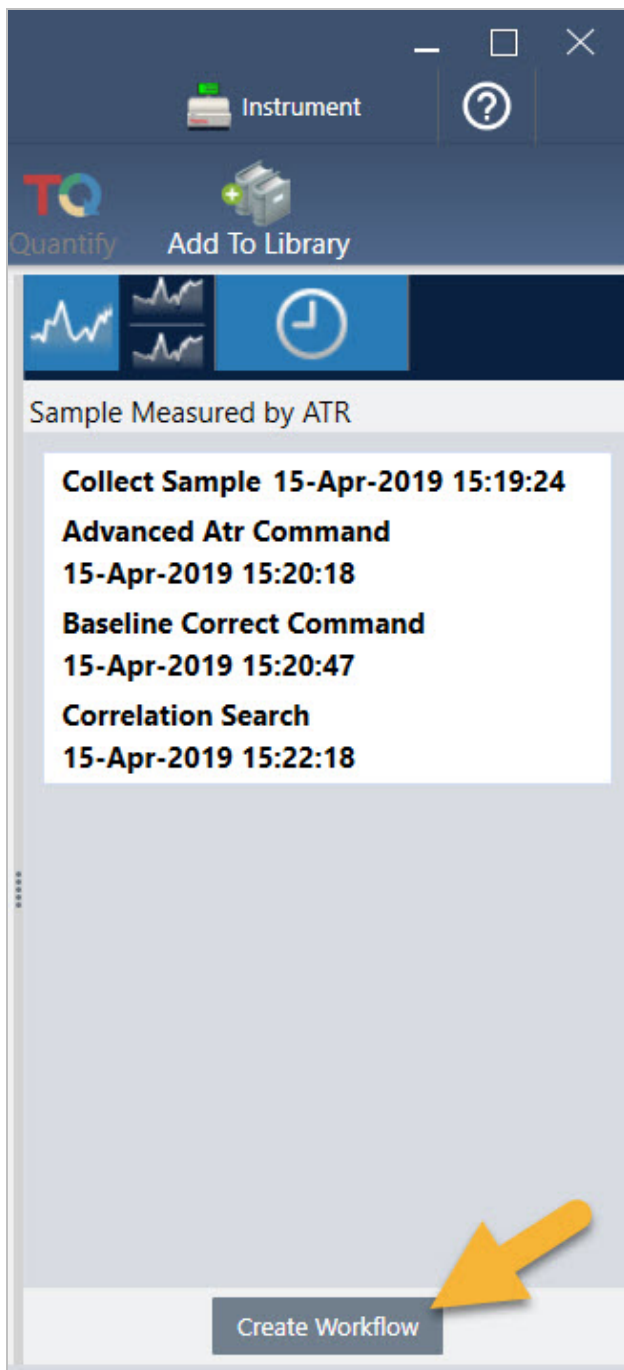 Instrument
TQ
Quantify
Add To Library
Sample Measured by ATR
Collect Sample 15-Apr-2019 15:19:24
Advanced Atr Command
15-Apr-2019 15:20:18
Baseline Correct Command
15-Apr-2019 15:20:47
Correlation Search
15-Apr-2019 15:22:18
Create Workflow